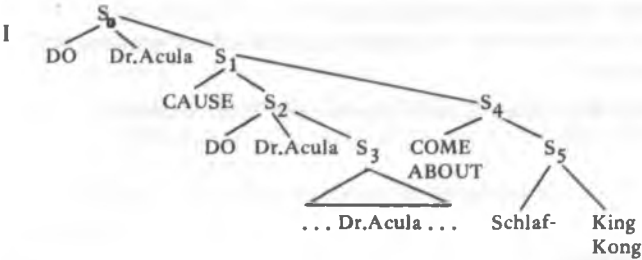 S0
I
DO Dr.Acula S1
CAUSE S2 S4
DO Dr.Acula S3 COME ABOUT S5
... Dr.Acula ... Schlaf- King Kong